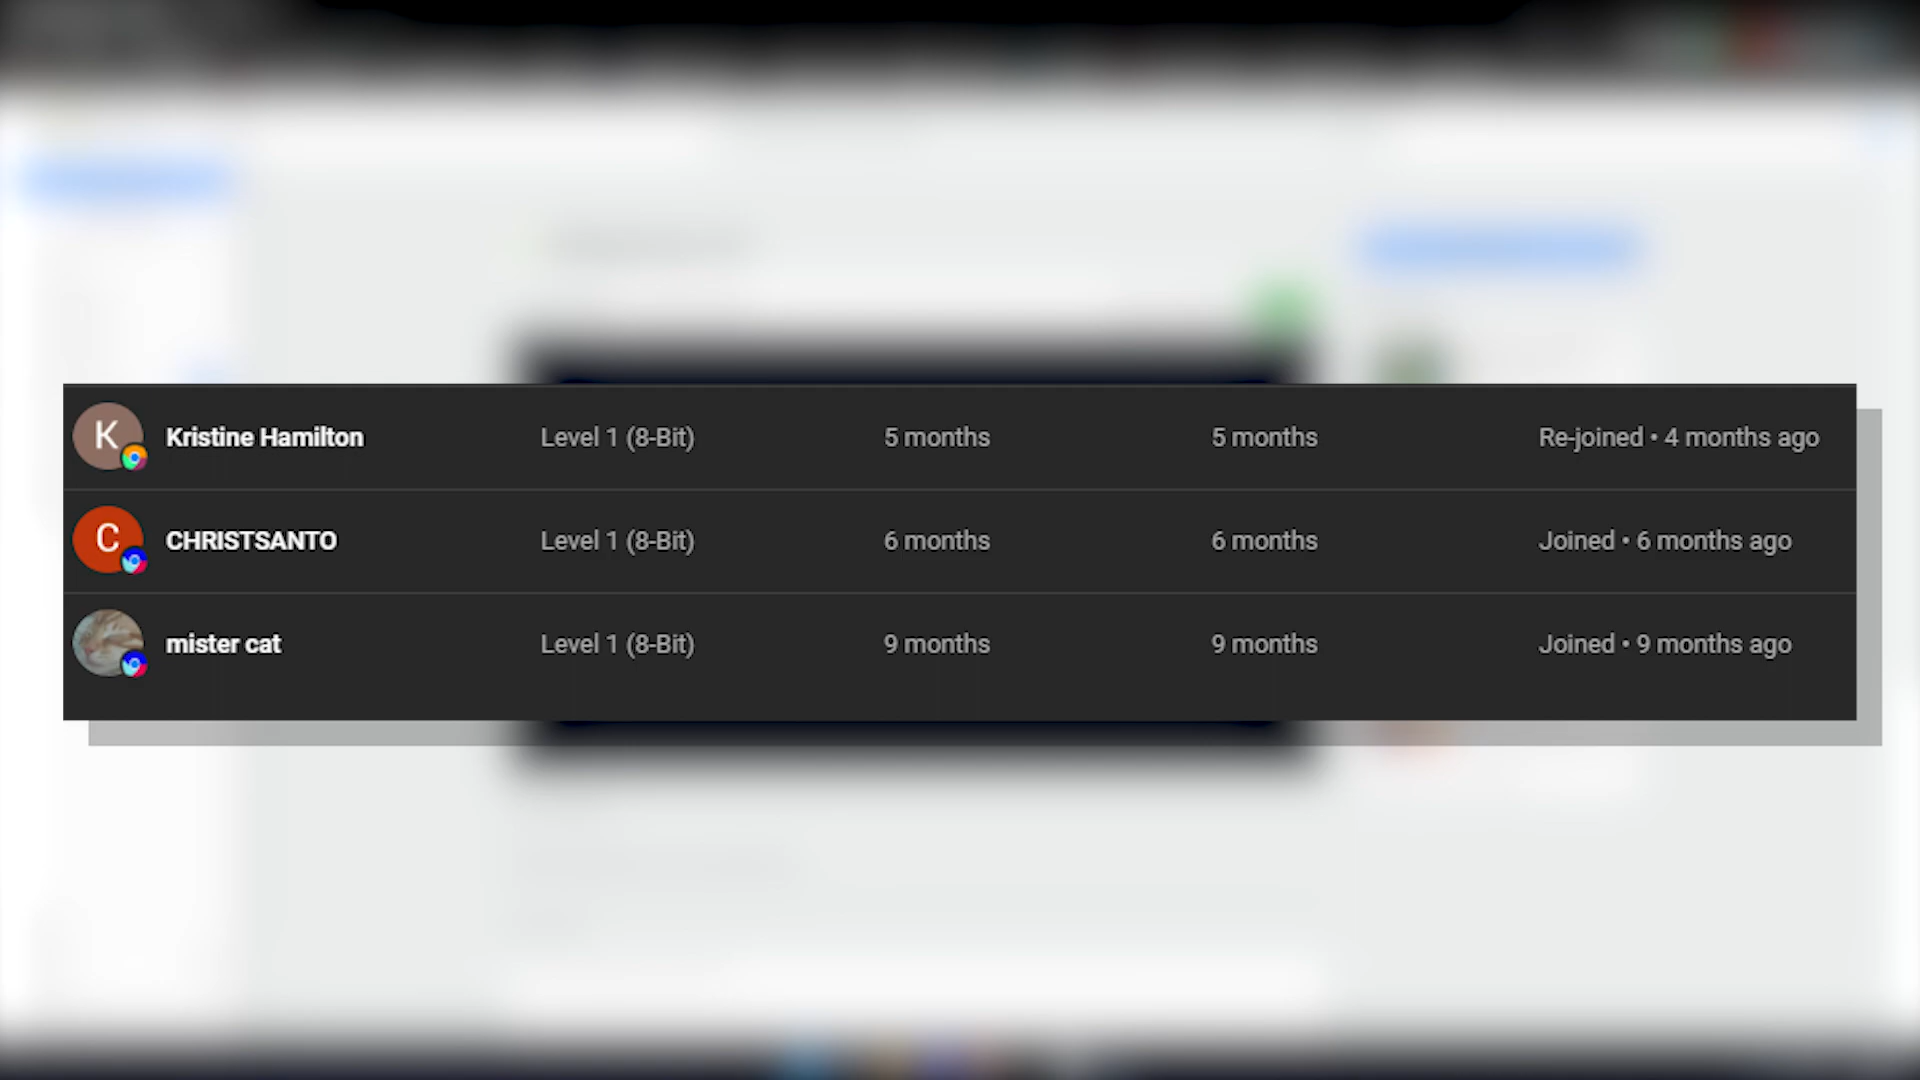 K Kristine Hamilton Level 1 (8-Bit) 5 months 5 months Re-joined • 4 months ago
C CHRISTSANTO Level 1 (8-Bit) 6 months 6 months Joined • 6 months ago
mister cat Level 1 (8-Bit) 9 months 9 months Joined • 9 months ago